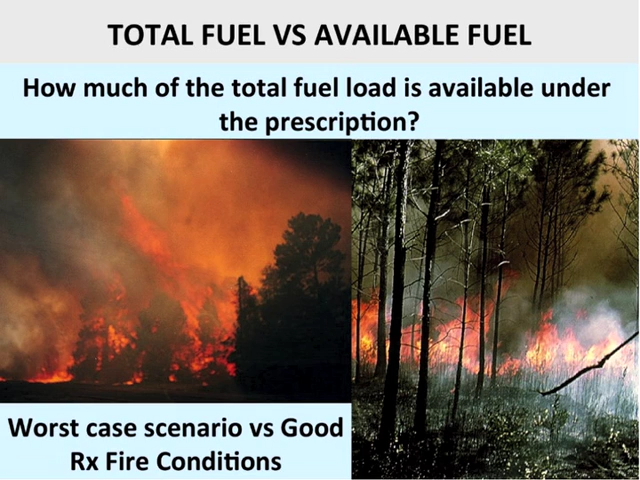 TOTAL FUEL VS AVAILABLE FUEL
How much of the total fuel load is available under
the prescription?
Worst case scenario vs Good
Rx Fire Conditions